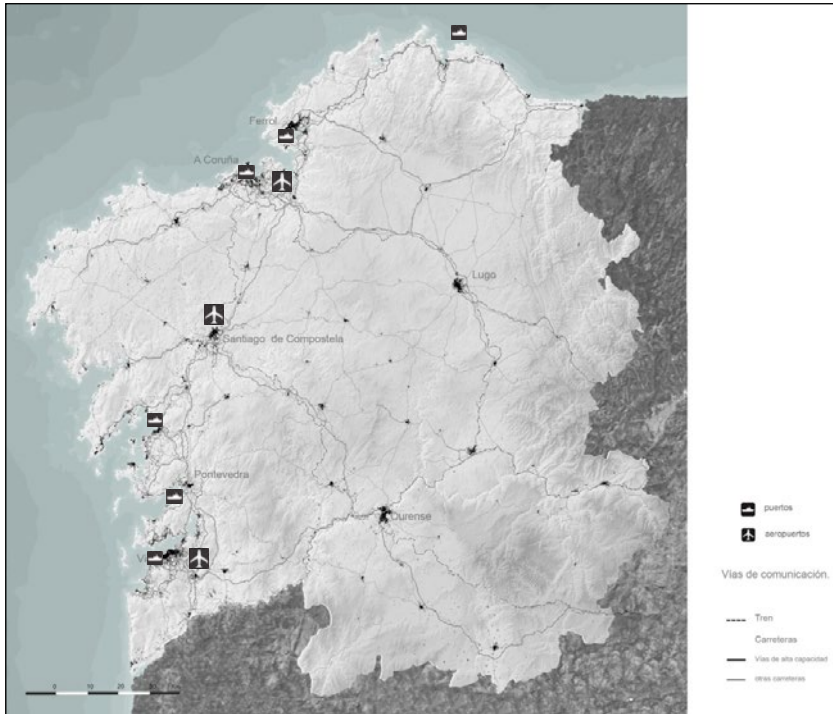 Ferrol
A Coruña
Lugo
Santiago de Compostela
Pontevedra
Ourense
puertos
aeropuertos
Vías de comunicación.
Tren
Carreteras
Vías de alta capacidad
otras carreteras
0 10 20